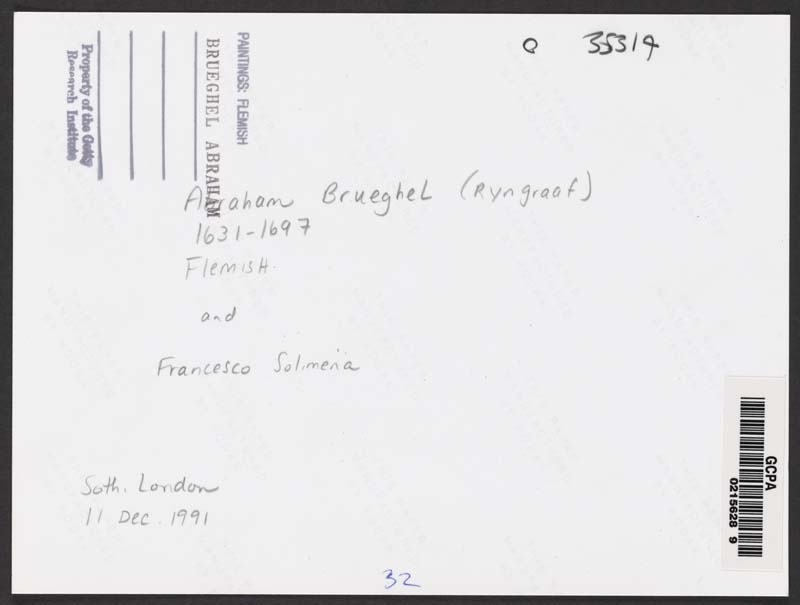 O 35319
PAINTINGS: FLEMISH
BRUEGHEL ABRAHAM
Property of the Getty
Research Institute
Abraham Brueghel (Ryngraaf)
1631-1697
Flemish.
and
Francesco Solimena
Soth. London
11 Dec. 1991
32
GCPA
0215628 9